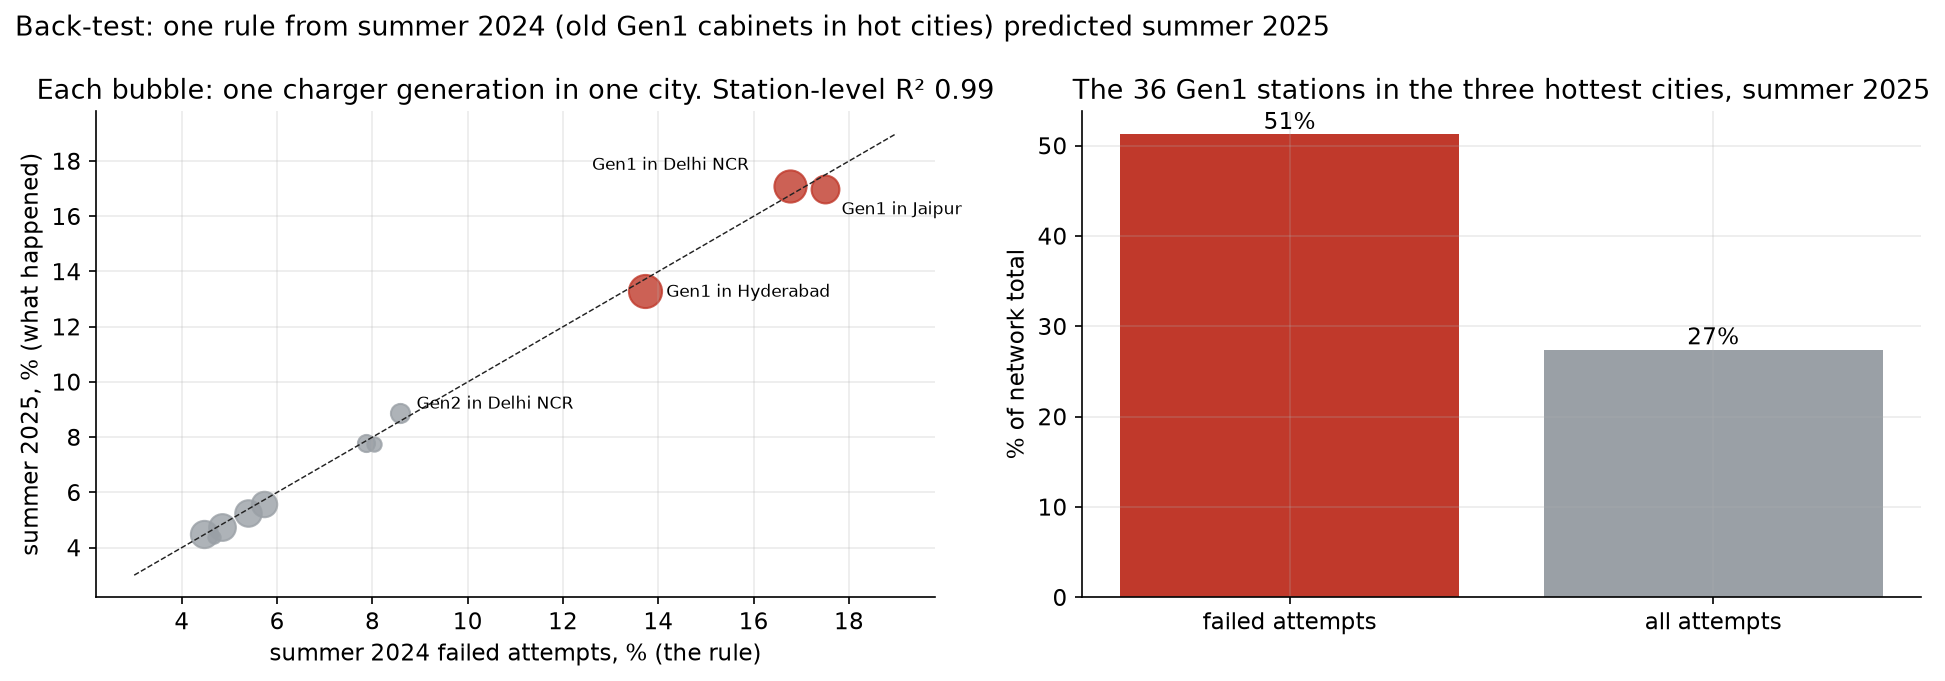 Back-test: one rule from summer 2024 (old Gen1 cabinets in hot cities) predicted summer 2025
Each bubble: one charger generation in one city. Station-level R² 0.99
summer 2025, % (what happened)
18
16
14
12
10
8
6
4
Gen1 in Delhi NCR
Gen1 in Jaipur
Gen1 in Hyderabad
Gen2 in Delhi NCR
4 6 8 10 12 14 16 18
summer 2024 failed attempts, % (the rule)
The 36 Gen1 stations in the three hottest cities, summer 2025
% of network total
50
40
30
20
10
0
51%
27%
failed attempts all attempts